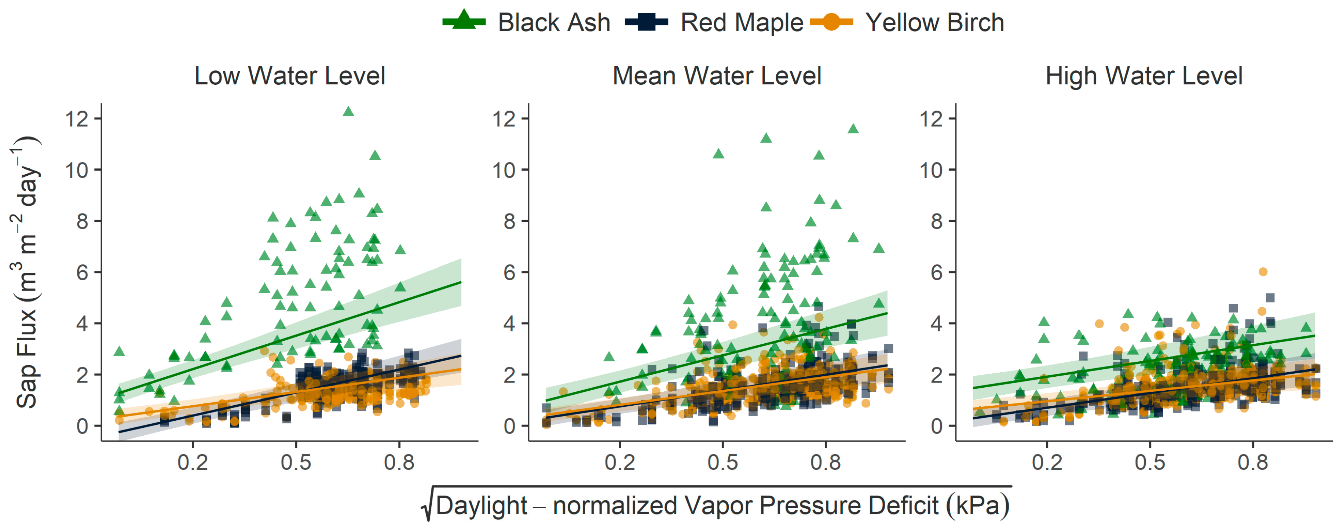 Black Ash Red Maple Yellow Birch
Low Water Level Mean Water Level High Water Level
Sap Flux (m³ m⁻² day⁻¹)
12 12 12
10 10 10
8 8 8
6 6 6
4 4 4
2 2 2
0 0 0
0.2 0.5 0.8 0.2 0.5 0.8 0.2 0.5 0.8
√Daylight – normalized Vapor Pressure Deficit (kPa)